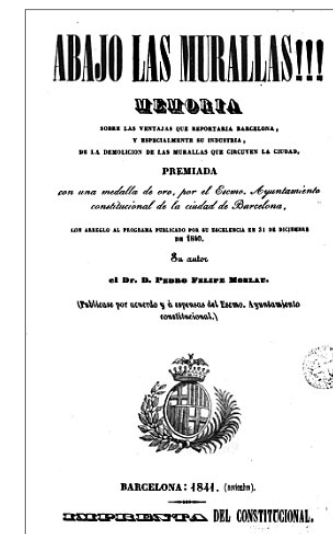 ABAJO LAS MURALLAS!!!
MEMORIA
SOBRE LAS VENTAJAS QUE REPORTARIA BARCELONA,
Y ESPECIALMENTE SU INDUSTRIA,
DE LA DEMOLICION DE LAS MURALLAS QUE CIRCUYEN LA CIUDAD,
PREMIADA
con una medalla de oro, por el Escmo. Ayuntamiento
constitucional de la ciudad de Barcelona,
CON ARREGLO AL PROGRAMA PUBLICADO POR SU ESCELENCIA EN 31 DE DICIEMBRE
DE 1840.
Su autor
el Dr. D. PEDRO FELIPE MONLAU.
(Publícase por acuerdo y á espensas del Escmo. Ayuntamiento
constitucional.)
BARCELONA: 1841. (noviembre).
IMPRENTA DEL CONSTITUCIONAL.